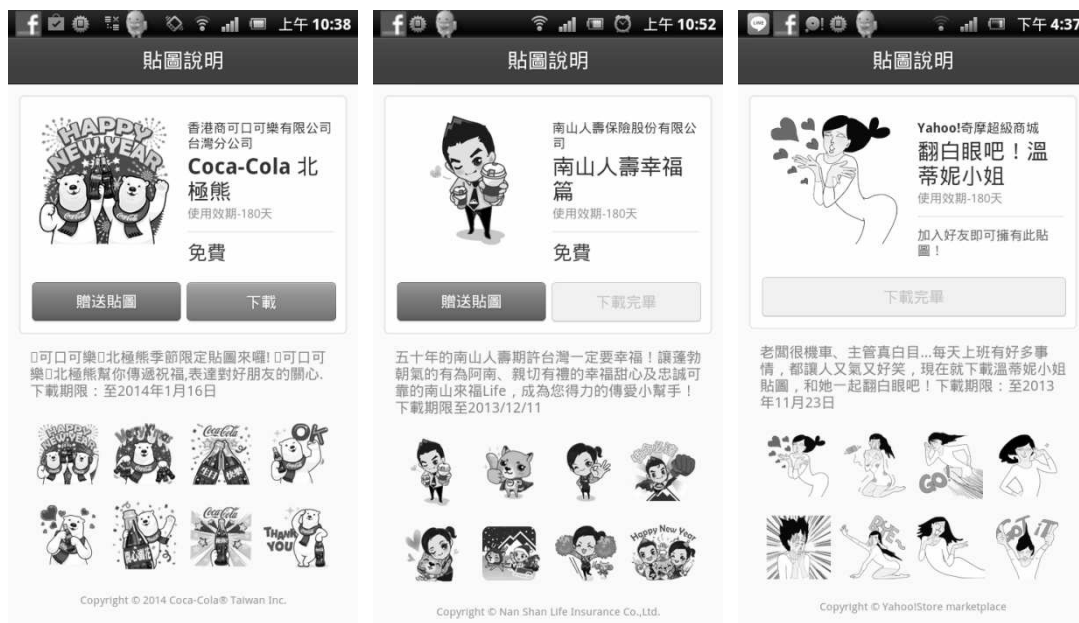 上午 10:38
貼圖說明
HAPPY
NEW YEAR
香港商可口可樂有限公司
台灣分公司
Coca-Cola 北
極熊
使用效期-180天
免費
贈送貼圖
下載
▯可口可樂▯北極熊季節限定貼圖來囉! ▯可口可
樂▯北極熊幫你傳遞祝福,表達對好朋友的關心.
下載期限：至2014年1月16日
HAPPY
NEW YEAR
Merry X'mas
Coca-Cola
OK
Coca-Cola
THANK
YOU
Copyright © 2014 Coca-Cola® Taiwan Inc.
上午 10:52
貼圖說明
南山人壽保險股份有限公
司
南山人壽幸福
篇
使用效期-180天
免費
贈送貼圖
下載完畢
五十年的南山人壽期許台灣一定要幸福！讓蓬勃
朝氣的有為阿南、親切有禮的幸福甜心及忠誠可
靠的南山來福Life，成為您得力的傳愛小幫手！
下載期限至2013/12/11
Happy New Year
Copyright © Nan Shan Life Insurance Co.,Ltd.
LINE
下午 4:37
貼圖說明
Yahoo!奇摩超級商城
翻白眼吧！溫
蒂妮小姐
使用效期-180天
加入好友即可擁有此貼
圖！
下載完畢
老闆很機車、主管真白目...每天上班有好多事
情，都讓人又氣又好笑，現在就下載溫蒂妮小姐
貼圖，和她一起翻白眼吧！下載期限：至2013
年11月23日
GO
BYE~
GOT IT
Copyright © Yahoo!Store marketplace